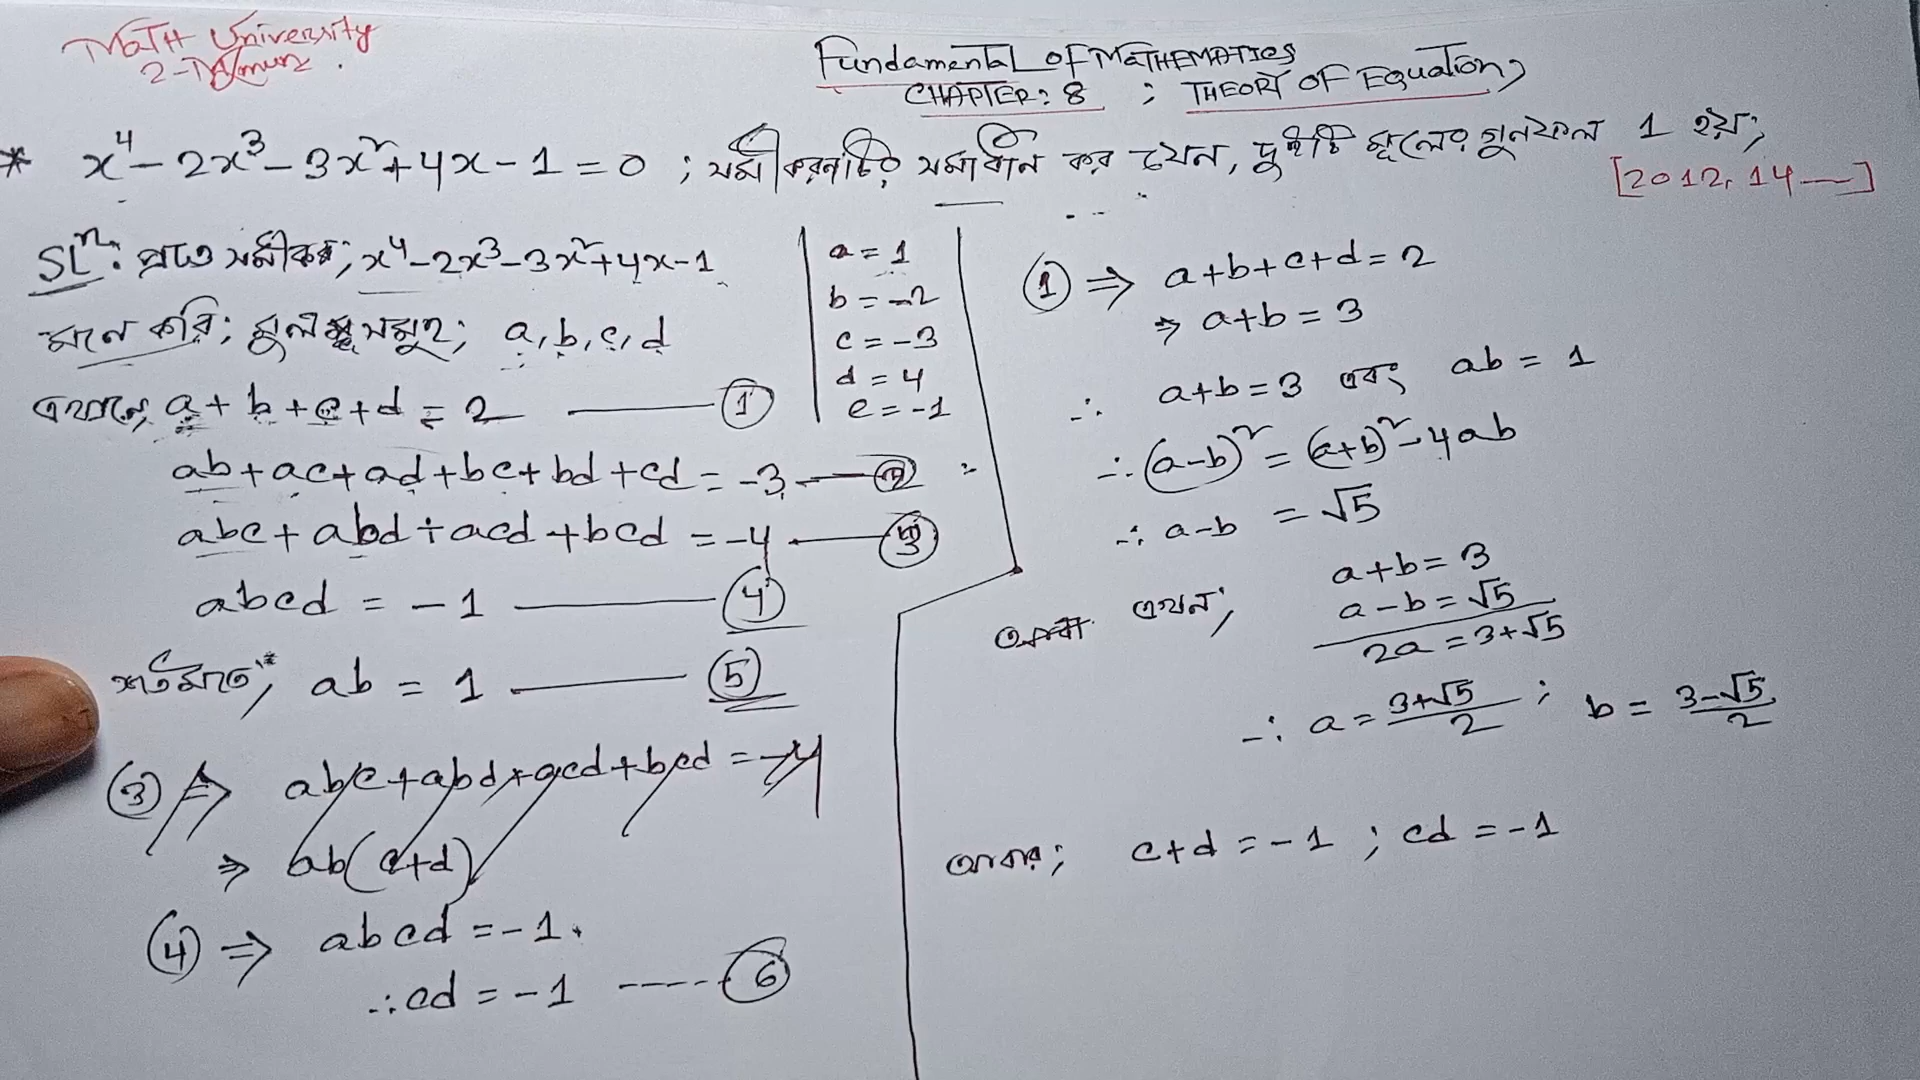 MATH University
Fundamental of MATHEMATICS
CHAPTER: 8 ; THEORY OF Equation,
* x⁴ - 2x³ - 3x² + 4x - 1 = 0 ; সমীকরনটির সমাধান কর যেন, দুইটি মূলের গুনফল 1 হয়;
[2012, 14 —]
SLⁿ: প্রদত্ত সমীকরন; x⁴ - 2x³ - 3x² + 4x - 1
মনে করি; মূলসমূহ; a, b, c, d
এখানে, a + b + c + d = 2 —— ①
ab + ac + ad + bc + bd + cd = -3 —— ②
abc + abd + acd + bcd = -4 —— ③
abcd = -1 —— ④
শর্তমতে, ab = 1 —— ⑤
③ ⇒ abc + abd + acd + bcd = -4
⇒ ab(c+d)
④ ⇒ abcd = -1.
∴ cd = -1 ---- ⑥
a = 1
b = -2
c = -3
d = 4
e = -1
① ⇒ a+b+c+d = 2
⇒ a+b = 3
∴ a+b = 3 এবং ab = 1
∴ (a-b)² = (a+b)² - 4ab
∴ a-b = √5
এখন; a+b = 3
a-b = √5
2a = 3+√5
∴ a = (3+√5)/2 ; b = (3-√5)/2
আবার; c+d = -1 ; cd = -1